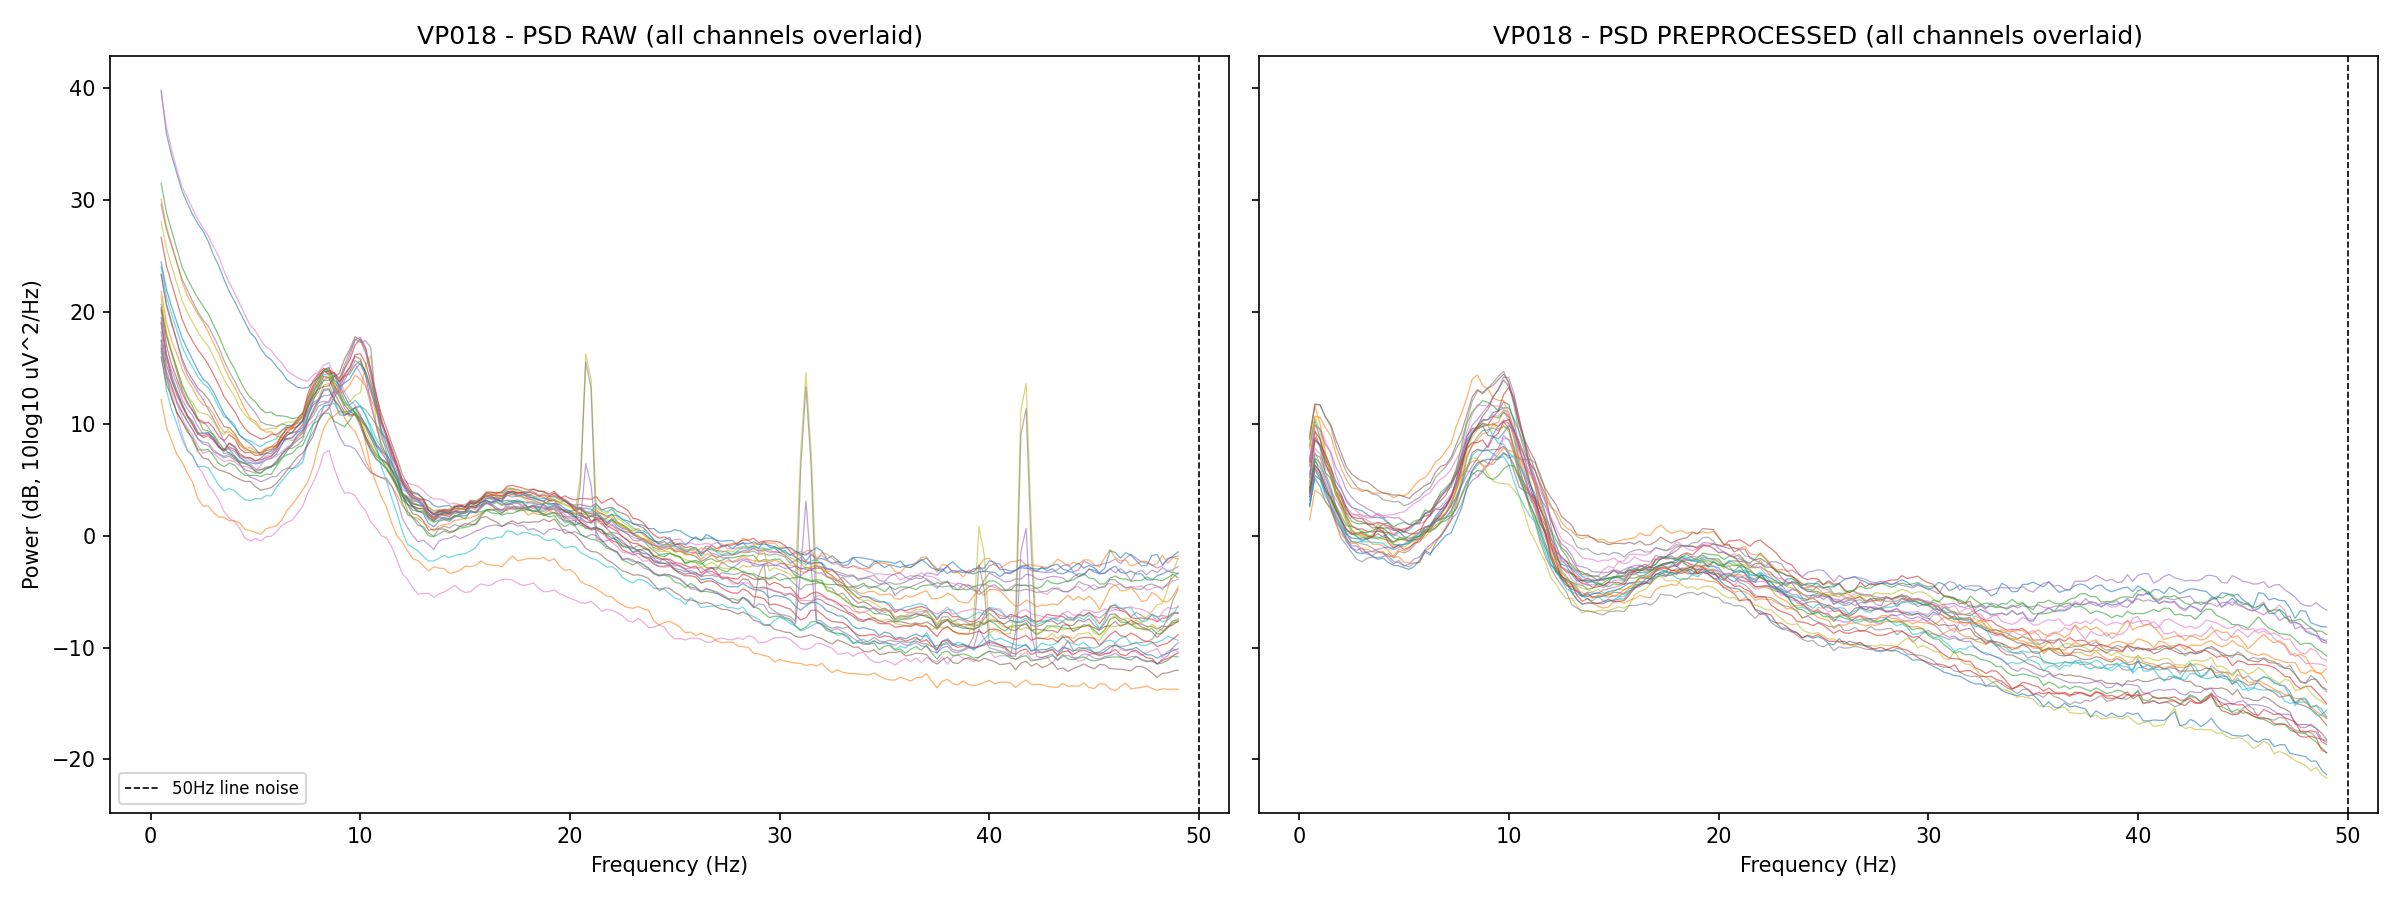 VP018 - PSD RAW (all channels overlaid)
VP018 - PSD PREPROCESSED (all channels overlaid)
Power (dB, 10log10 uV^2/Hz)
40
30
20
10
0
−10
−20
50Hz line noise
0 10 20 30 40 50
0 10 20 30 40 50
Frequency (Hz)
Frequency (Hz)